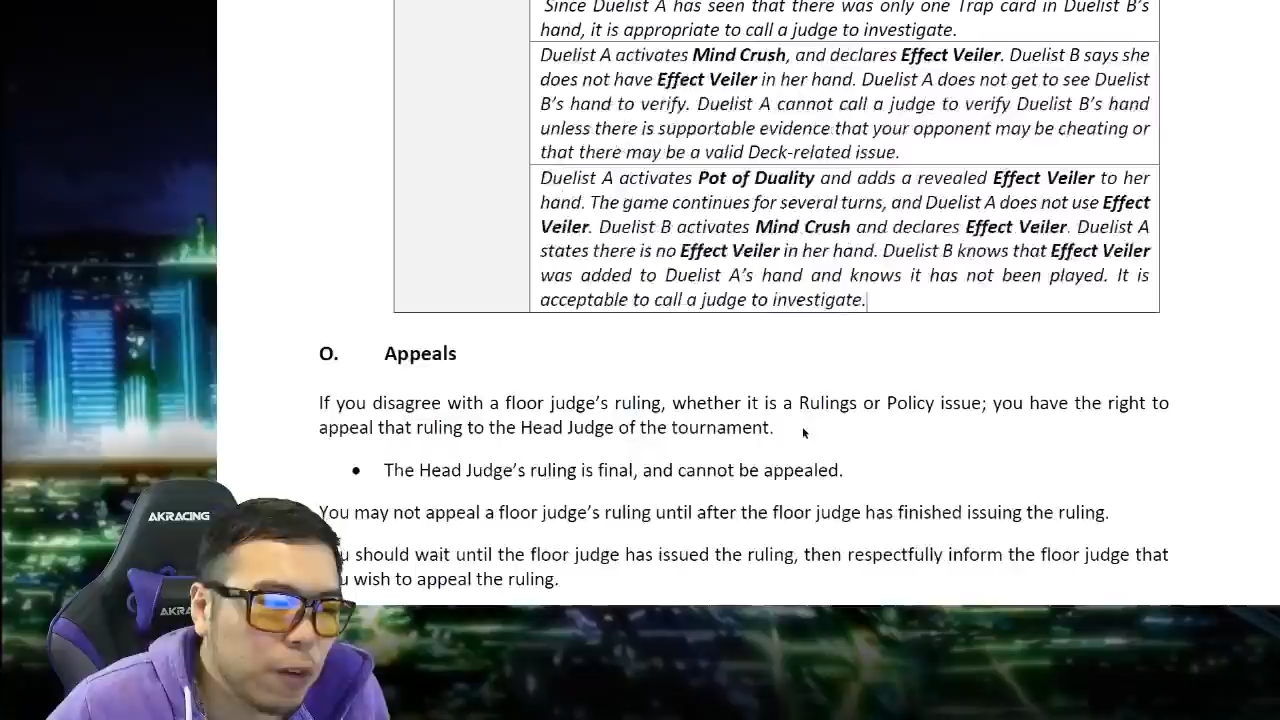 Since Duelist A has seen that there was only one Trap card in Duelist B's
hand, it is appropriate to call a judge to investigate.
Duelist A activates Mind Crush, and declares Effect Veiler. Duelist B says she
does not have Effect Veiler in her hand. Duelist A does not get to see Duelist
B's hand to verify. Duelist A cannot call a judge to verify Duelist B's hand
unless there is supportable evidence that your opponent may be cheating or
that there may be a valid Deck-related issue.
Duelist A activates Pot of Duality and adds a revealed Effect Veiler to her
hand. The game continues for several turns, and Duelist A does not use Effect
Veiler. Duelist B activates Mind Crush and declares Effect Veiler. Duelist A
states there is no Effect Veiler in her hand. Duelist B knows that Effect Veiler
was added to Duelist A's hand and knows it has not been played. It is
acceptable to call a judge to investigate.
O. Appeals
If you disagree with a floor judge's ruling, whether it is a Rulings or Policy issue; you have the right to
appeal that ruling to the Head Judge of the tournament.
• The Head Judge's ruling is final, and cannot be appealed.
You may not appeal a floor judge's ruling until after the floor judge has finished issuing the ruling.
should wait until the floor judge has issued the ruling, then respectfully inform the floor judge that
wish to appeal the ruling.
AKRACING
AKRA